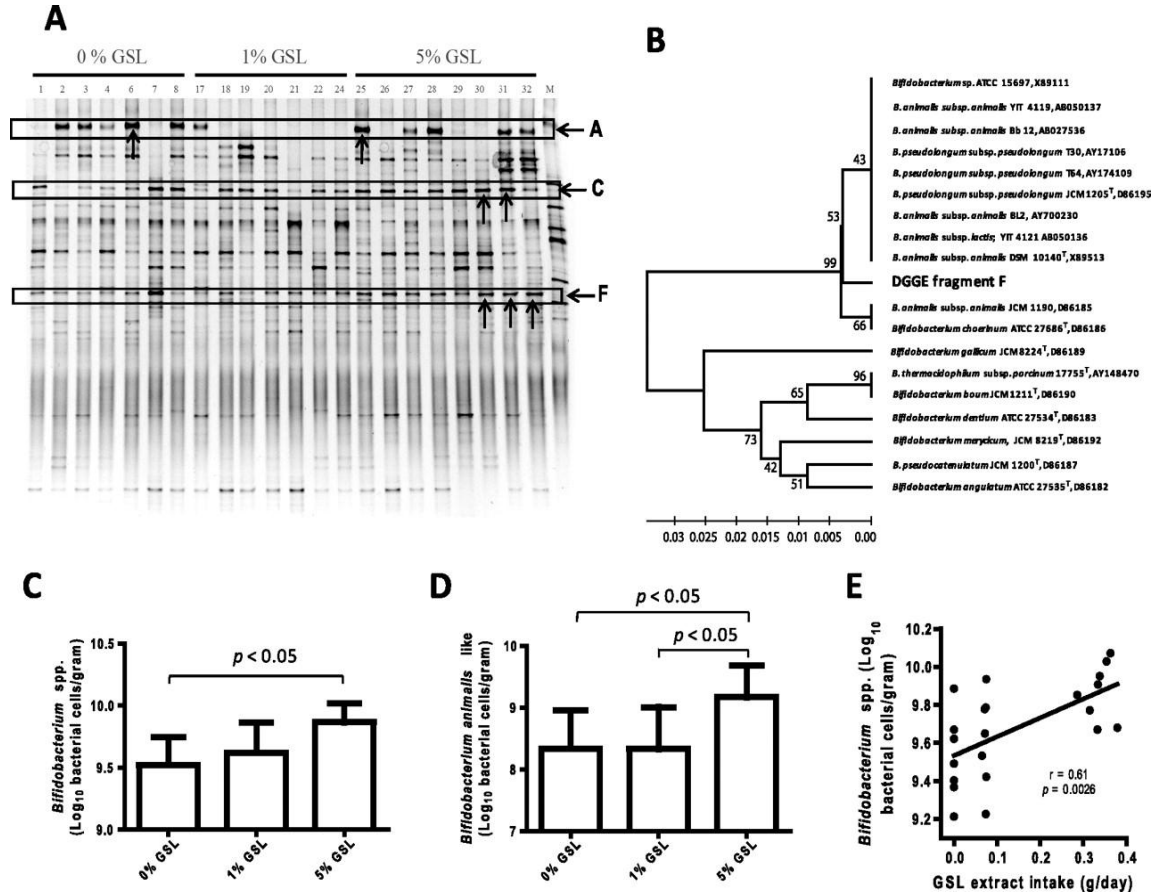 A
0 % GSL 1% GSL 5% GSL
1 2 3 4 6 7 8 17 18 19 20 21 22 24 25 26 27 28 29 30 31 32 M
A
C
F
B
Bifidobacterium sp. ATCC 15697, X89111
B. animalis subsp. animalis YIT 4119, AB050137
B. animalis subsp. animalis Bb 12, AB027536
B. pseudolongum subsp. pseudolongum T30, AY17106
B. pseudolongum subsp. pseudolongum T64, AY174109
B. pseudolongum subsp. pseudolongum JCM1205T, D86195
B. animalis subsp. animalis BL2, AY700230
B. animalis subsp. lactis; YIT 4121 AB050136
B. animalis subsp. animalis DSM 10140T, X89513
DGGE fragment F
B. animalis subsp. animalis JCM 1190, D86185
Bifidobacterium choerinum ATCC 27686T, D86186
Bifidobacterium gallicum JCM8224T, D86189
B. thermacidophilum subsp. porcinum 17755T, AY148470
Bifidobacterium boum JCM1211T, D86190
Bifidobacterium dentium ATCC 27534T, D86183
Bifidobacterium merycicum, JCM 8219T, D86192
B. pseudocatenulatum JCM 1200T, D86187
Bifidobacterium angulatum ATCC 27535T, D86182
43
53
99
66
96
65
73
42
51
0.03 0.025 0.015 0.01 0.005 0.00
C
Bifidobacterium spp.
(Log10 bacterial cells/gram)
10.5
10.0
9.5
9.0
p < 0.05
0% GSL 1% GSL 5% GSL
D
Bifidobacterium animalis like
(Log10 bacterial cells/gram)
10
9
8
7
p < 0.05
p < 0.05
0% GSL 1% GSL 5% GSL
E
Bifidobacterium spp. (Log10
bacterial cells/gram)
10.2
10.0
9.8
9.6
9.4
9.2
r = 0.61
p = 0.0026
0.0 0.1 0.2 0.3 0.4
GSL extract intake (g/day)